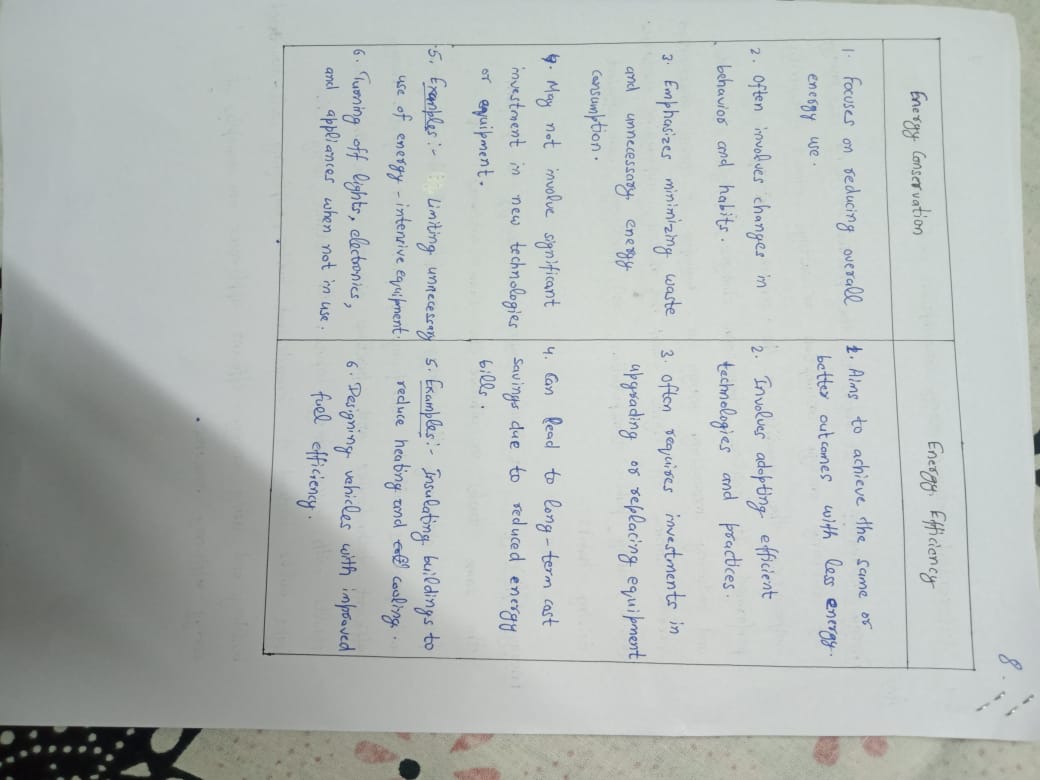 8.
Energy Conservation
Energy Efficiency
1. Focuses on reducing overall
energy use.
2. Often involves changes in
behavior and habits.
3. Emphasizes minimizing waste
and unnecessary energy
consumption.
4. May not involve significant
investment in new technologies
or equipment.
5. Examples:- Limiting unnecessary
use of energy-intensive equipment.
6. Turning off lights, electronics,
and appliances when not in use.
1. Aims to achieve the same or
better outcomes with less energy.
2. Involves adopting efficient
technologies and practices.
3. Often requires investments in
upgrading or replacing equipment
4. Can lead to long-term cost
savings due to reduced energy
bills.
5. Examples:- Insulating buildings to
reduce heating and cooling.
6. Designing vehicles with improved
fuel efficiency.